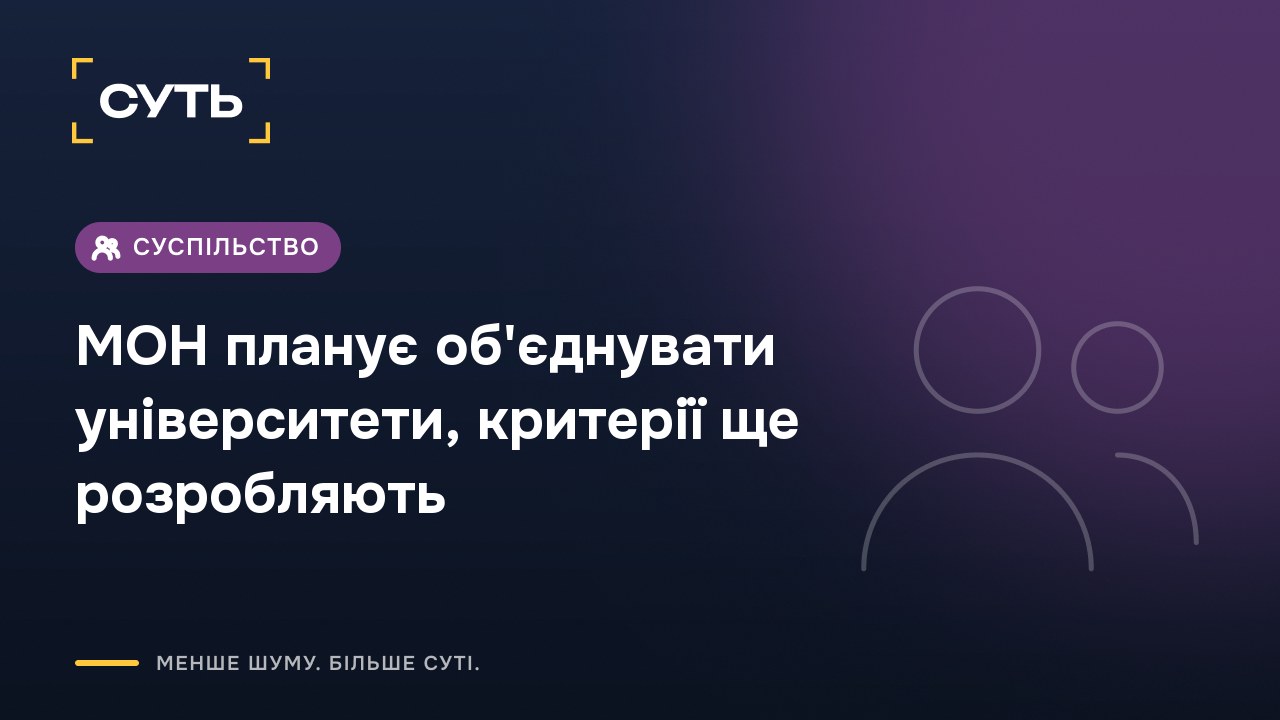 СУТЬ
СУСПІЛЬСТВО
МОН планує об'єднувати
університети, критерії ще
розробляють
МЕНШЕ ШУМУ. БІЛЬШЕ СУТІ.